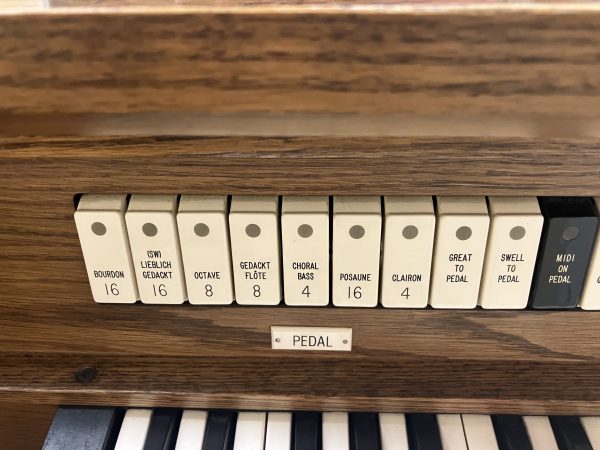 BOURDON
16
(SW)
LIEBLICH
GEDACKT
16
OCTAVE
8
GEDACKT
FLÖTE
8
CHORAL
BASS
4
POSAUNE
16
CLAIRON
4
GREAT
TO
PEDAL
SWELL
TO
PEDAL
MIDI
ON
PEDAL
PEDAL